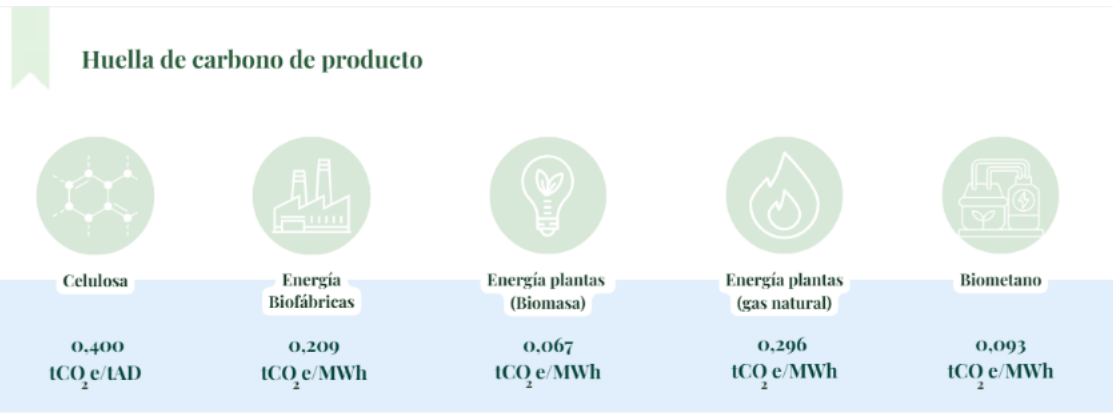 Huella de carbono de producto
Celulosa
0,400
tCO2e/tAD
Energía
Biofábricas
0,209
tCO2e/MWh
Energía plantas
(Biomasa)
0,067
tCO2e/MWh
Energía plantas
(gas natural)
0,296
tCO2e/MWh
Biometano
0,093
tCO2e/MWh